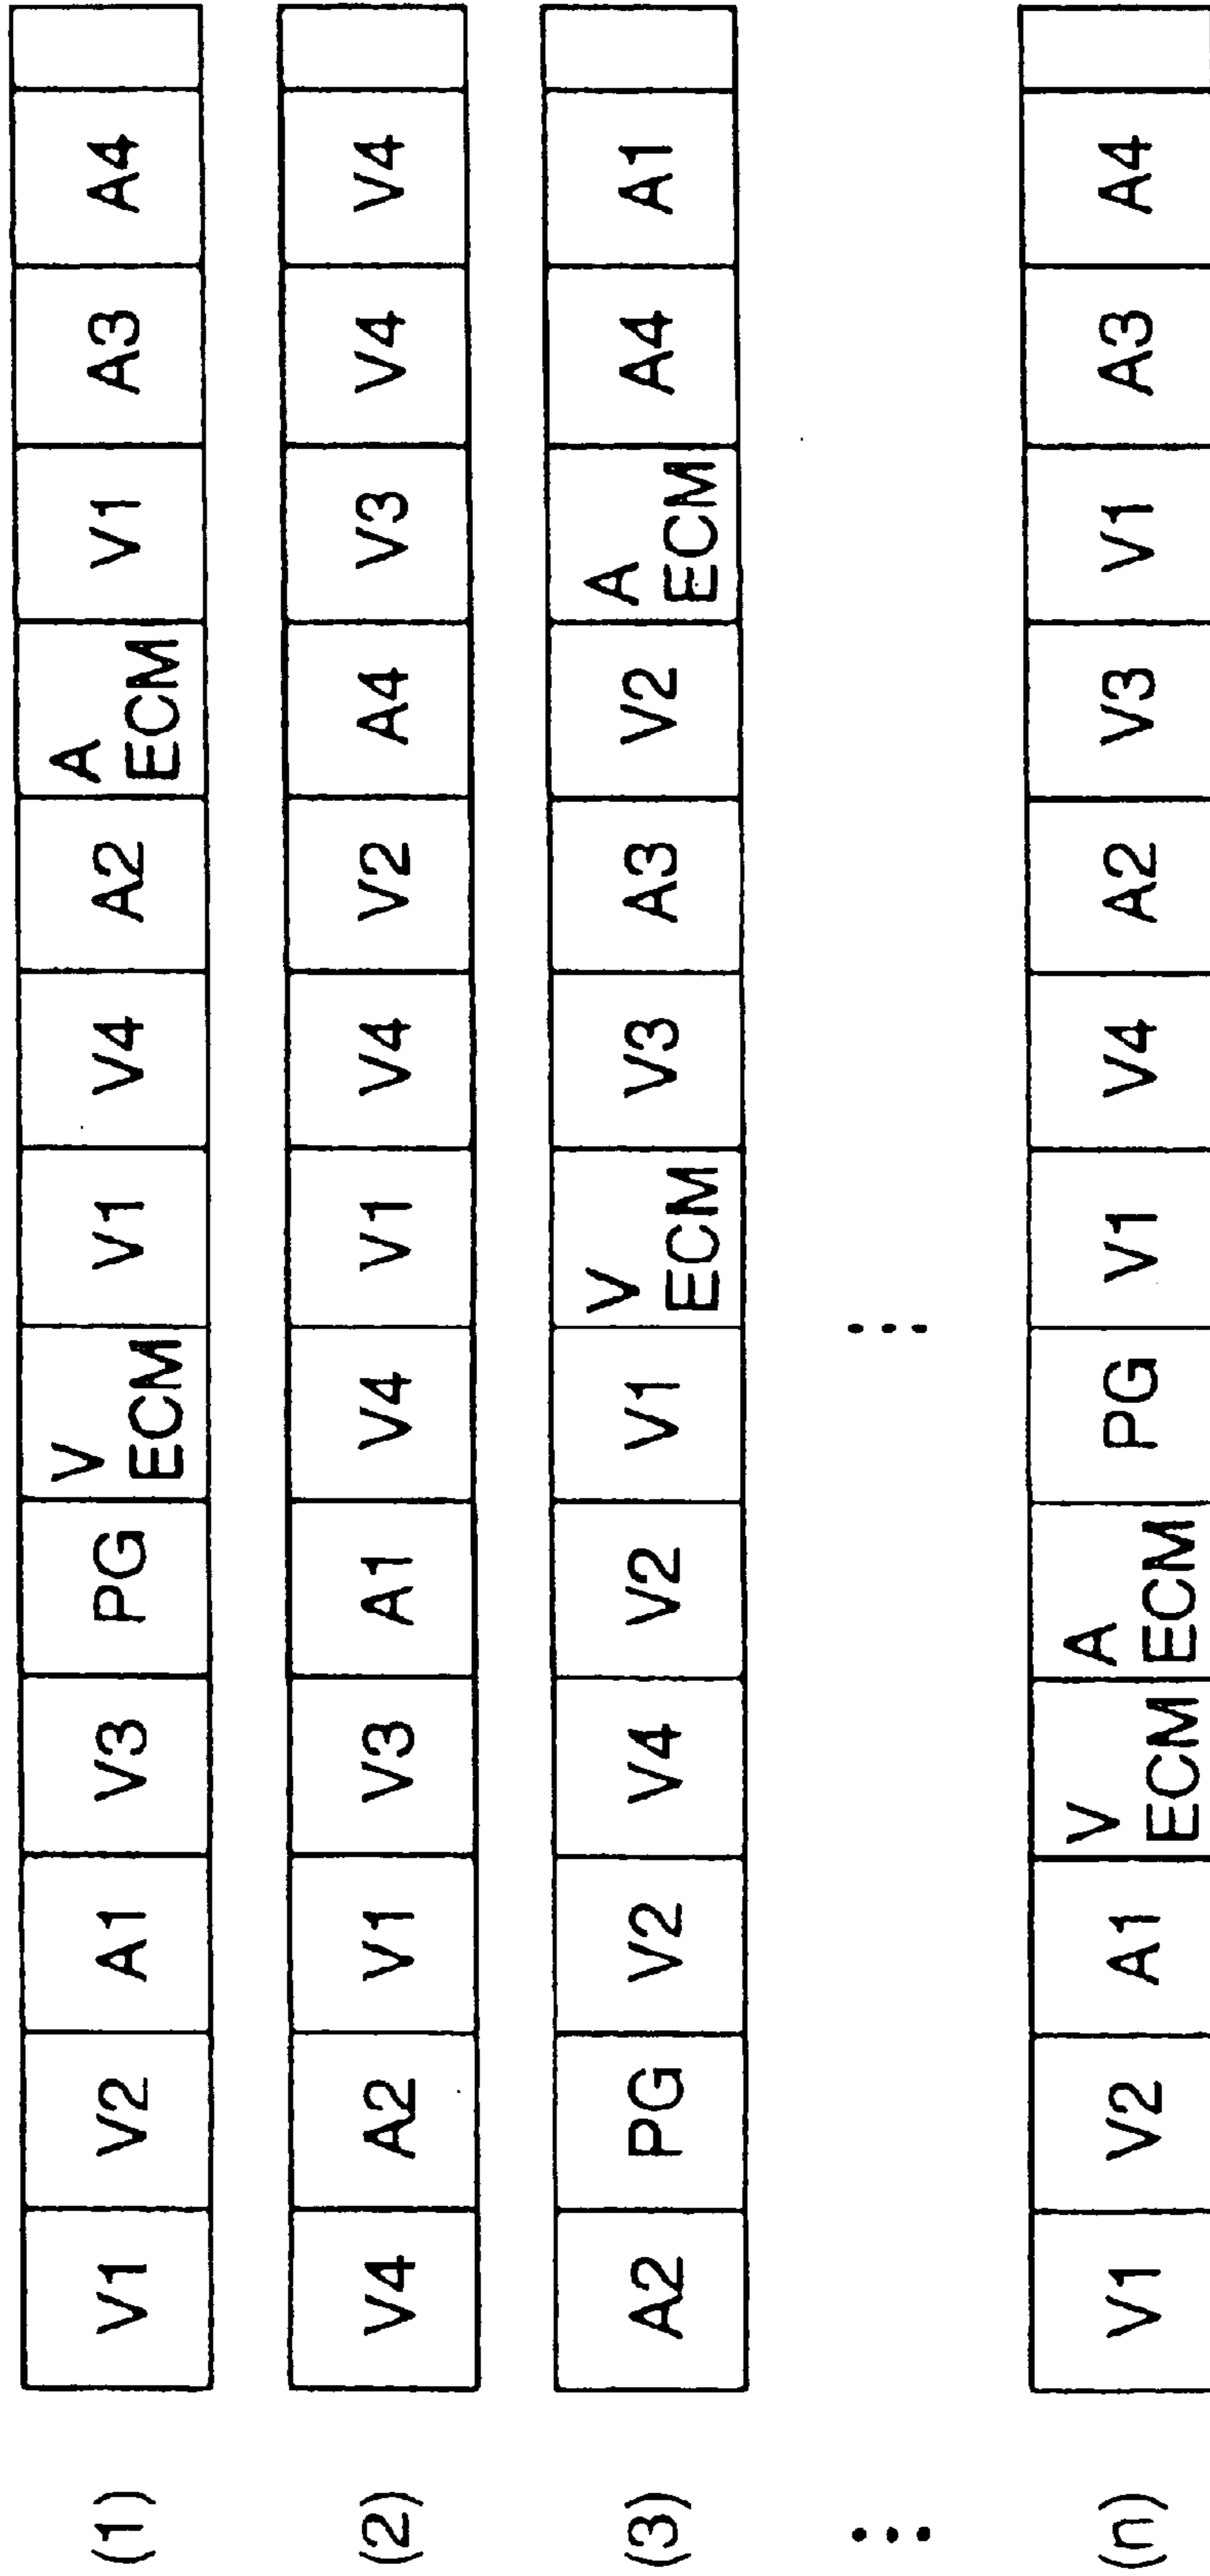 (1) V1 V2 A1 V3 PG V ECM V1 V4 A2 A ECM V1 A3 A4
(2) V4 A2 V1 V3 A1 V4 V1 V4 V2 A4 V3 V4 V4
(3) A2 PG V2 V4 V2 V1 V ECM V3 A3 V2 A ECM A4 A1
(n) V1 V2 A1 V ECM A ECM PG V1 V4 A2 V3 V1 A3 A4